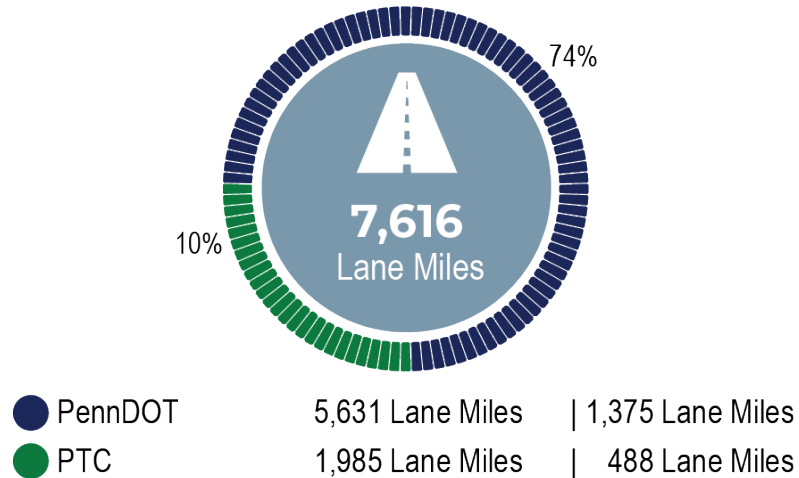 74%
10%
7,616
Lane Miles
PennDOT 5,631 Lane Miles | 1,375 Lane Miles
PTC 1,985 Lane Miles | 488 Lane Miles